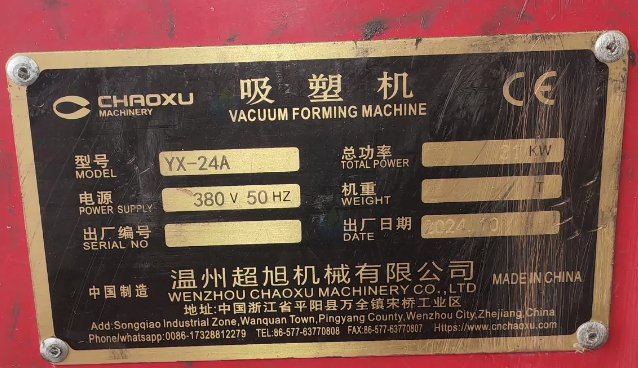 CHAOXU
MACHINERY
吸塑机
VACUUM FORMING MACHINE
CE
型号 YX-24A
MODEL
总功率 21 KW
TOTAL POWER
电源 380 V 50 HZ
POWER SUPPLY
机重 T
WEIGHT
出厂编号
SERIAL NO
出厂日期 2024.10
DATE
中国制造
温州超旭机械有限公司
WENZHOU CHAOXU MACHINERY CO.,LTD
MADE IN CHINA
地址:中国浙江省平阳县万全镇宋桥工业区
Add:Songqiao Industrial Zone,Wanquan Town,Pingyang County,Wenzhou City,Zhejiang,China
Phone/whatsapp:0086-17328812279 TEL:86-577-63770808 FAX:86-577-63770807 Https://www.cnchaoxu.com